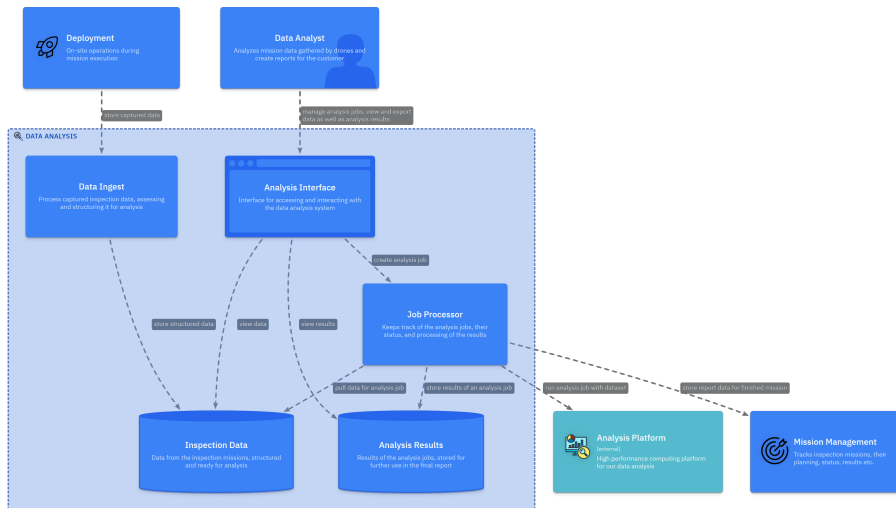 Deployment
On-site operations during
mission execution
Data Analyst
Analyzes mission data gathered by drones and
create reports for the customer
store captured data
manage analysis jobs, view and export
data as well as analysis results
DATA ANALYSIS
Data Ingest
Process captured inspection data, assessing
and structuring it for analysis
Analysis Interface
Interface for accessing and interacting with
the data analysis system
create analysis job
Job Processor
Keeps track of the analysis jobs, their
status, and processing of the results
store structured data
view data
view results
pull data for analysis job
store results of an analysis job
run analysis job with dataset
store report data for finished mission
Inspection Data
Data from the inspection missions, structured
and ready for analysis
Analysis Results
Results of the analysis jobs, stored for
further use in the final report
Analysis Platform
[external]
High performance computing platform
for our data analysis
Mission Management
Tracks inspection missions, their
planning, status, results etc.